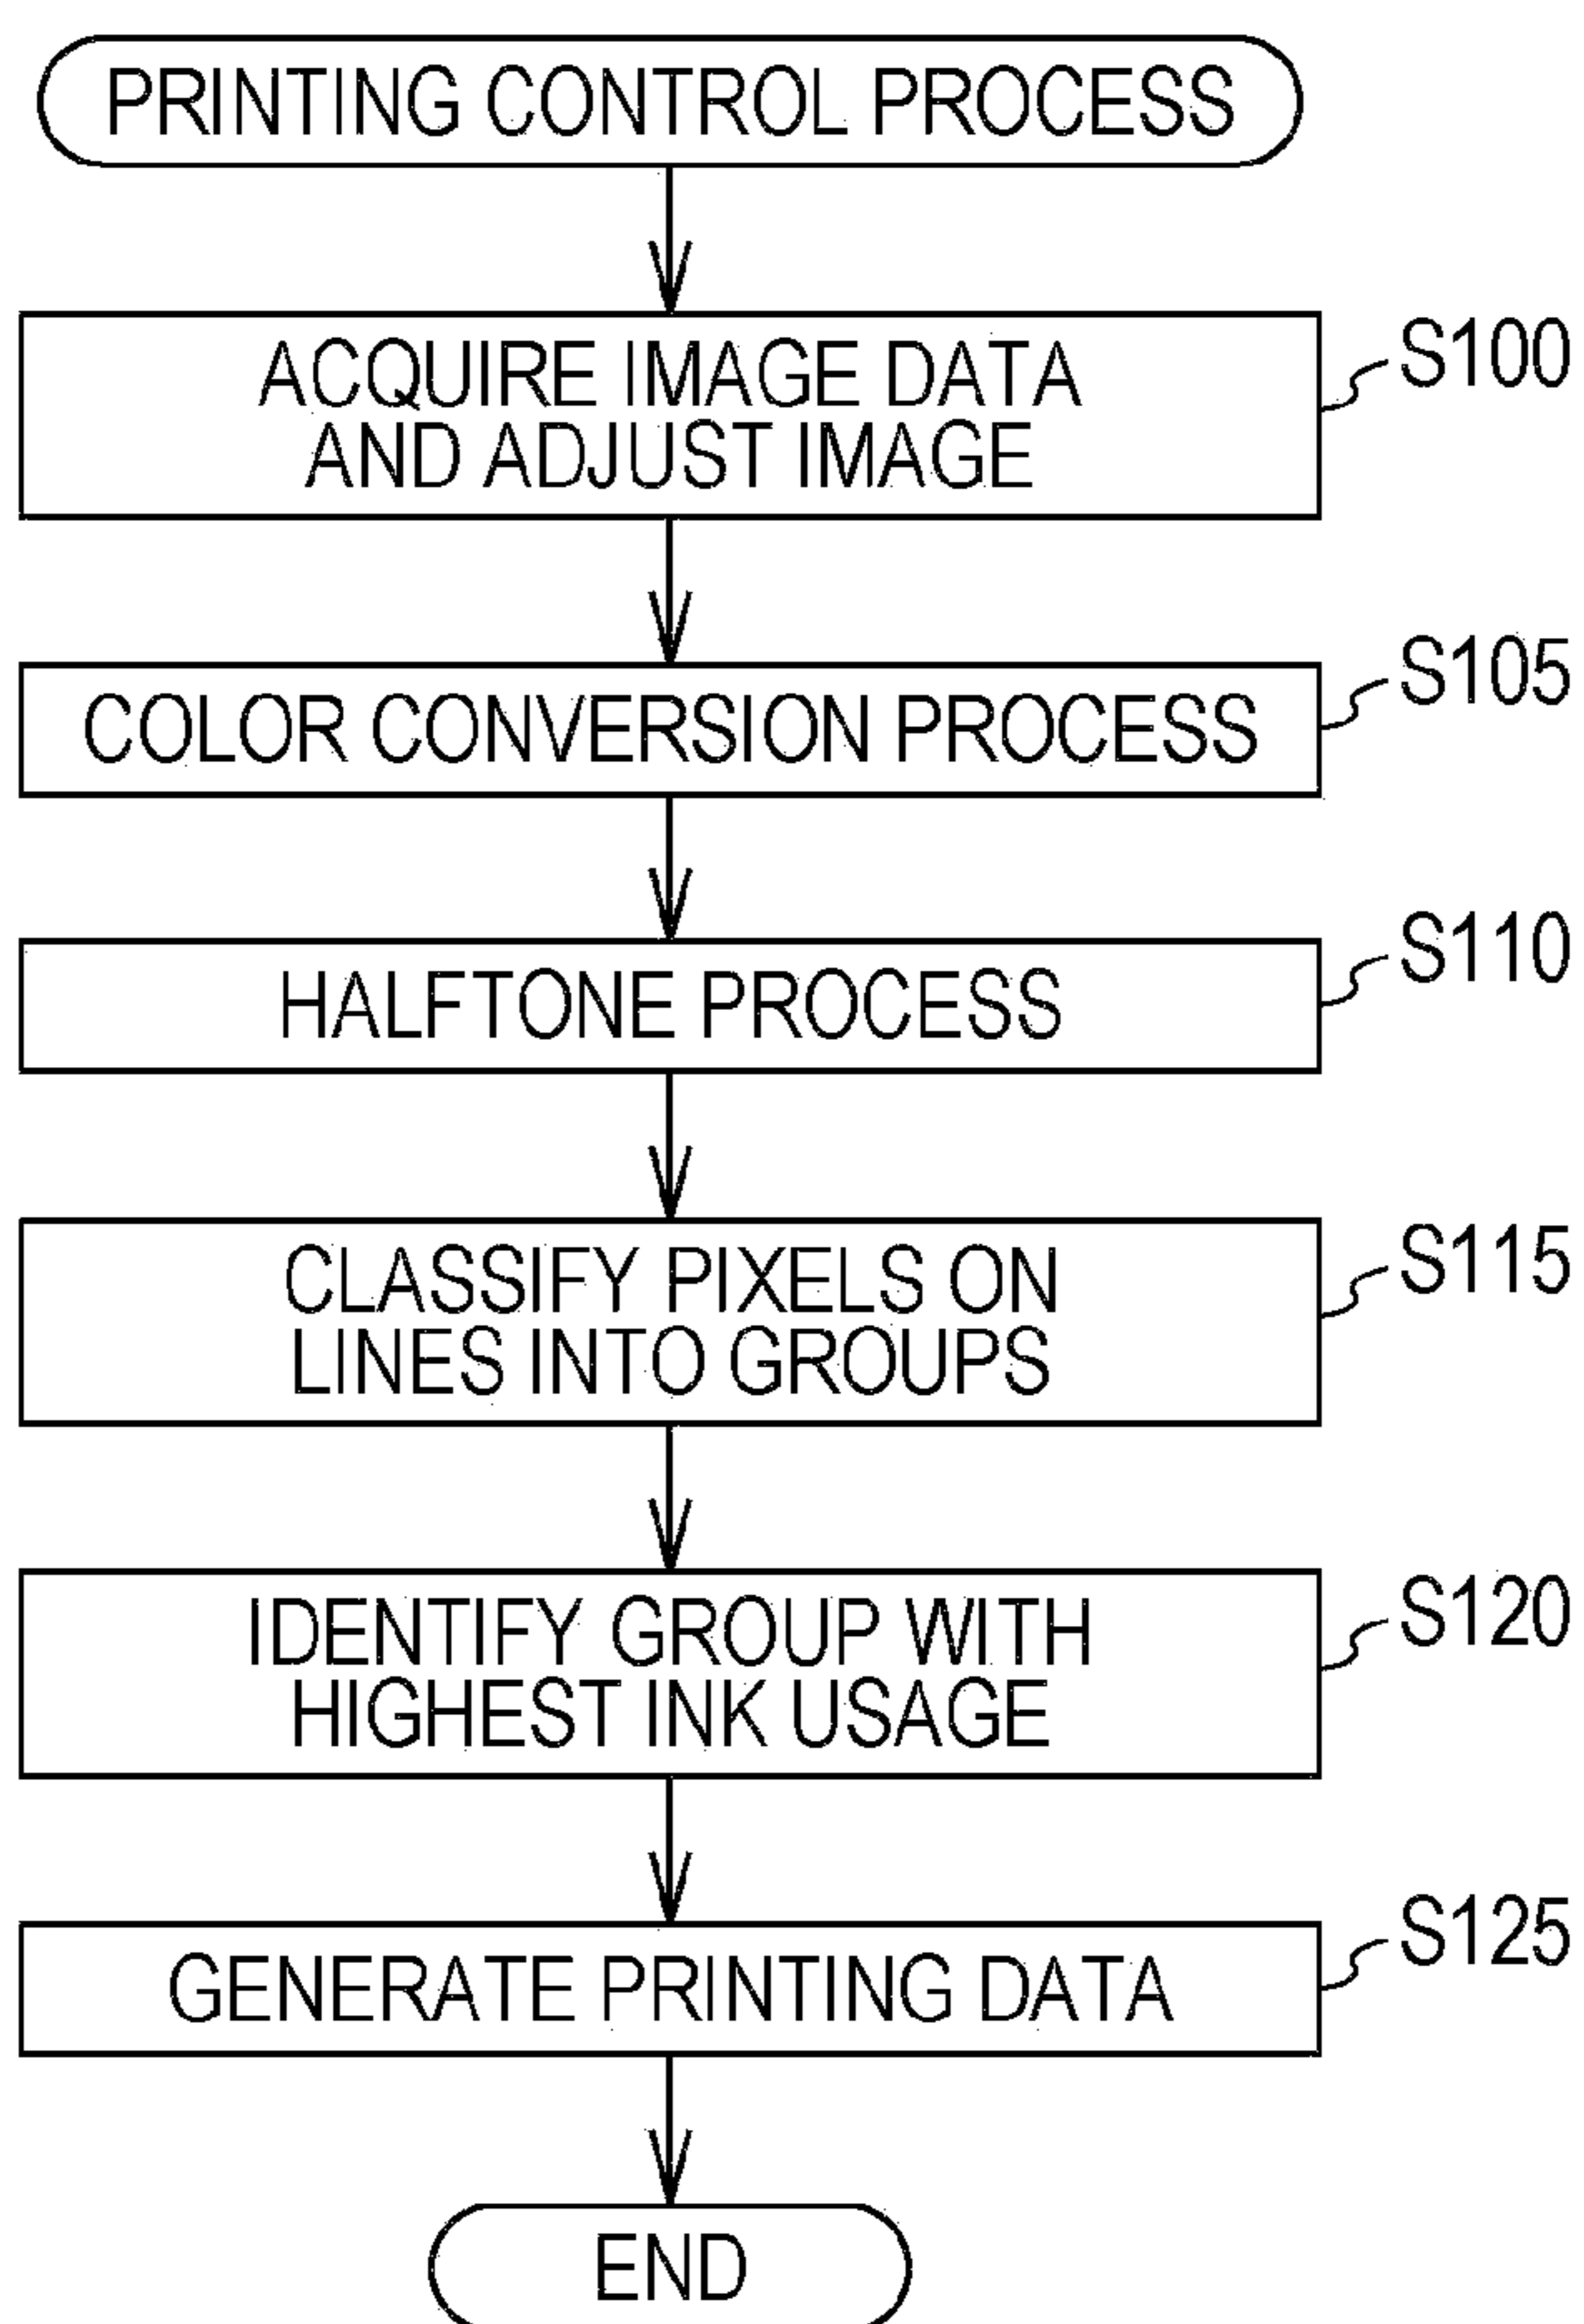 PRINTING CONTROL PROCESS
ACQUIRE IMAGE DATA
AND ADJUST IMAGE
S100
COLOR CONVERSION PROCESS
S105
HALFTONE PROCESS
S110
CLASSIFY PIXELS ON
LINES INTO GROUPS
S115
IDENTIFY GROUP WITH
HIGHEST INK USAGE
S120
GENERATE PRINTING DATA
S125
END